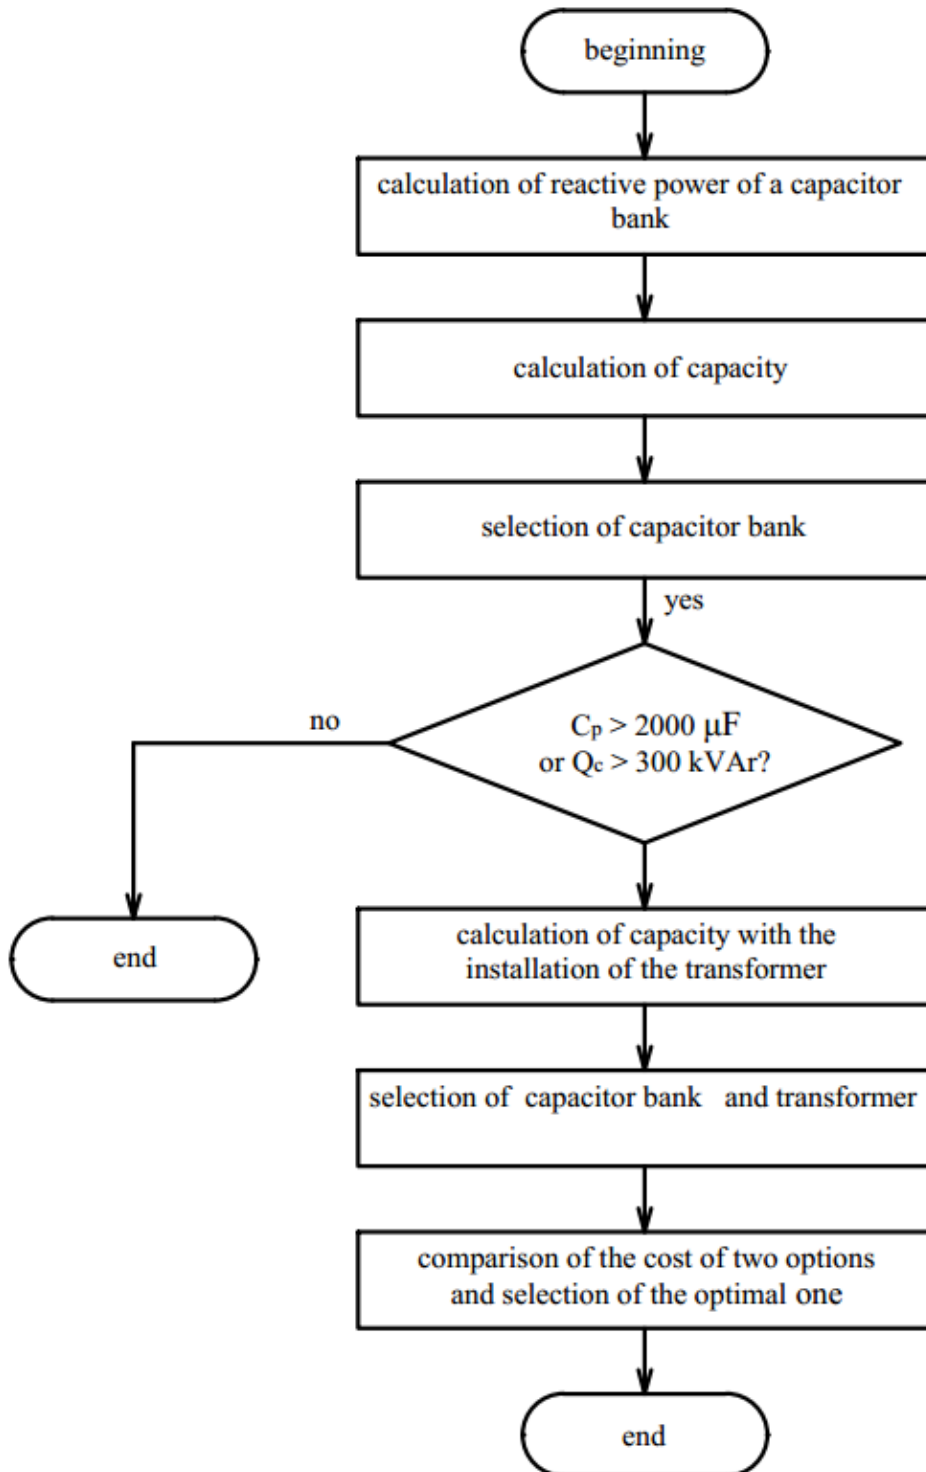 beginning
calculation of reactive power of a capacitor
bank
calculation of capacity
selection of capacitor bank
yes
no
Cp > 2000 μF
or Qc > 300 kVAr?
calculation of capacity with the
installation of the transformer
end
selection of capacitor bank and transformer
comparison of the cost of two options
and selection of the optimal one
end